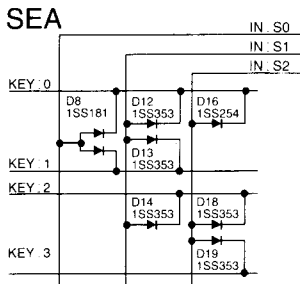 SEA
IN : S0
IN : S1
IN : S2
KEY : 0
D8
1SS181
D12
1SS353
D16
1SS254
D13
1SS353
KEY : 1
KEY : 2
D14
1SS353
D18
1SS353
D19
1SS353
KEY : 3